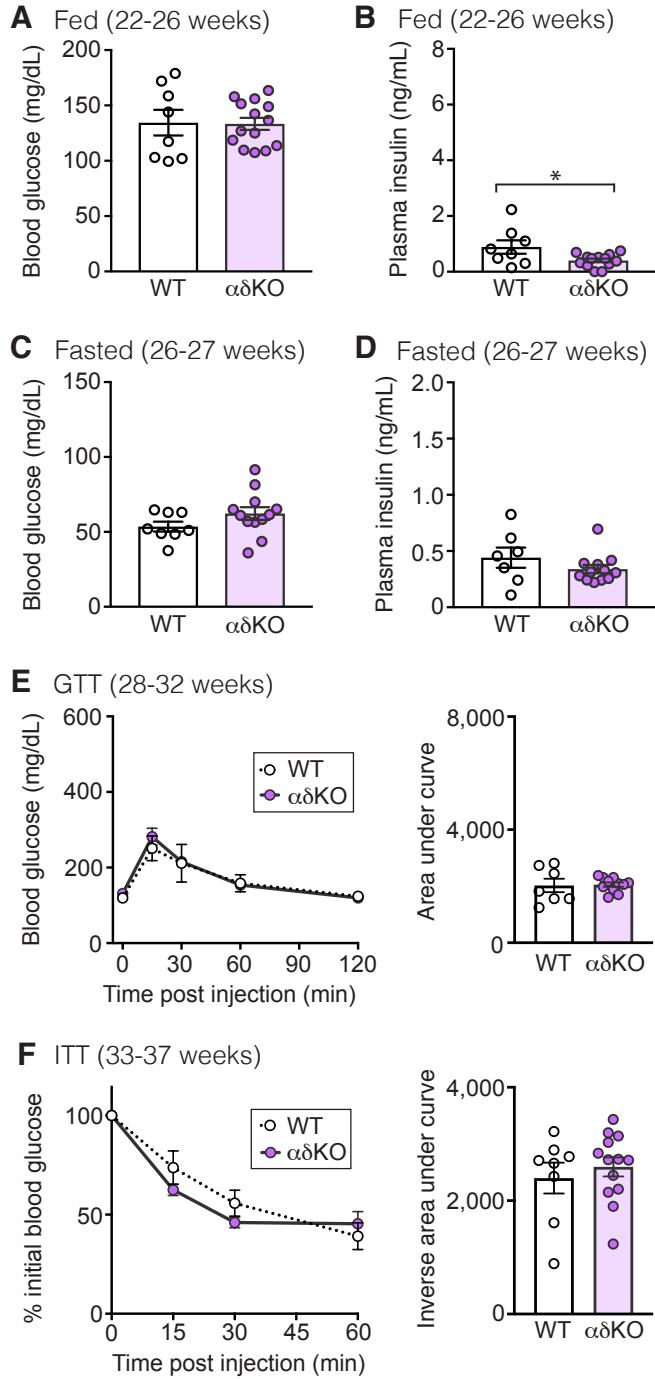 A Fed (22-26 weeks)
Blood glucose (mg/dL)
200
150
100
50
0
WT αδKO
B Fed (22-26 weeks)
Plasma insulin (ng/mL)
8
6
4
2
0
*
WT αδKO
C Fasted (26-27 weeks)
Blood glucose (mg/dL)
150
100
50
0
WT αδKO
D Fasted (26-27 weeks)
Plasma insulin (ng/mL)
2.0
1.5
1.0
0.5
0
WT αδKO
E GTT (28-32 weeks)
Blood glucose (mg/dL)
600
400
200
0
WT
αδKO
0 30 60 90 120
Time post injection (min)
Area under curve
8,000
4,000
0
WT αδKO
F ITT (33-37 weeks)
% initial blood glucose
100
50
0
WT
αδKO
0 15 30 45 60
Time post injection (min)
Inverse area under curve
4,000
2,000
0
WT αδKO